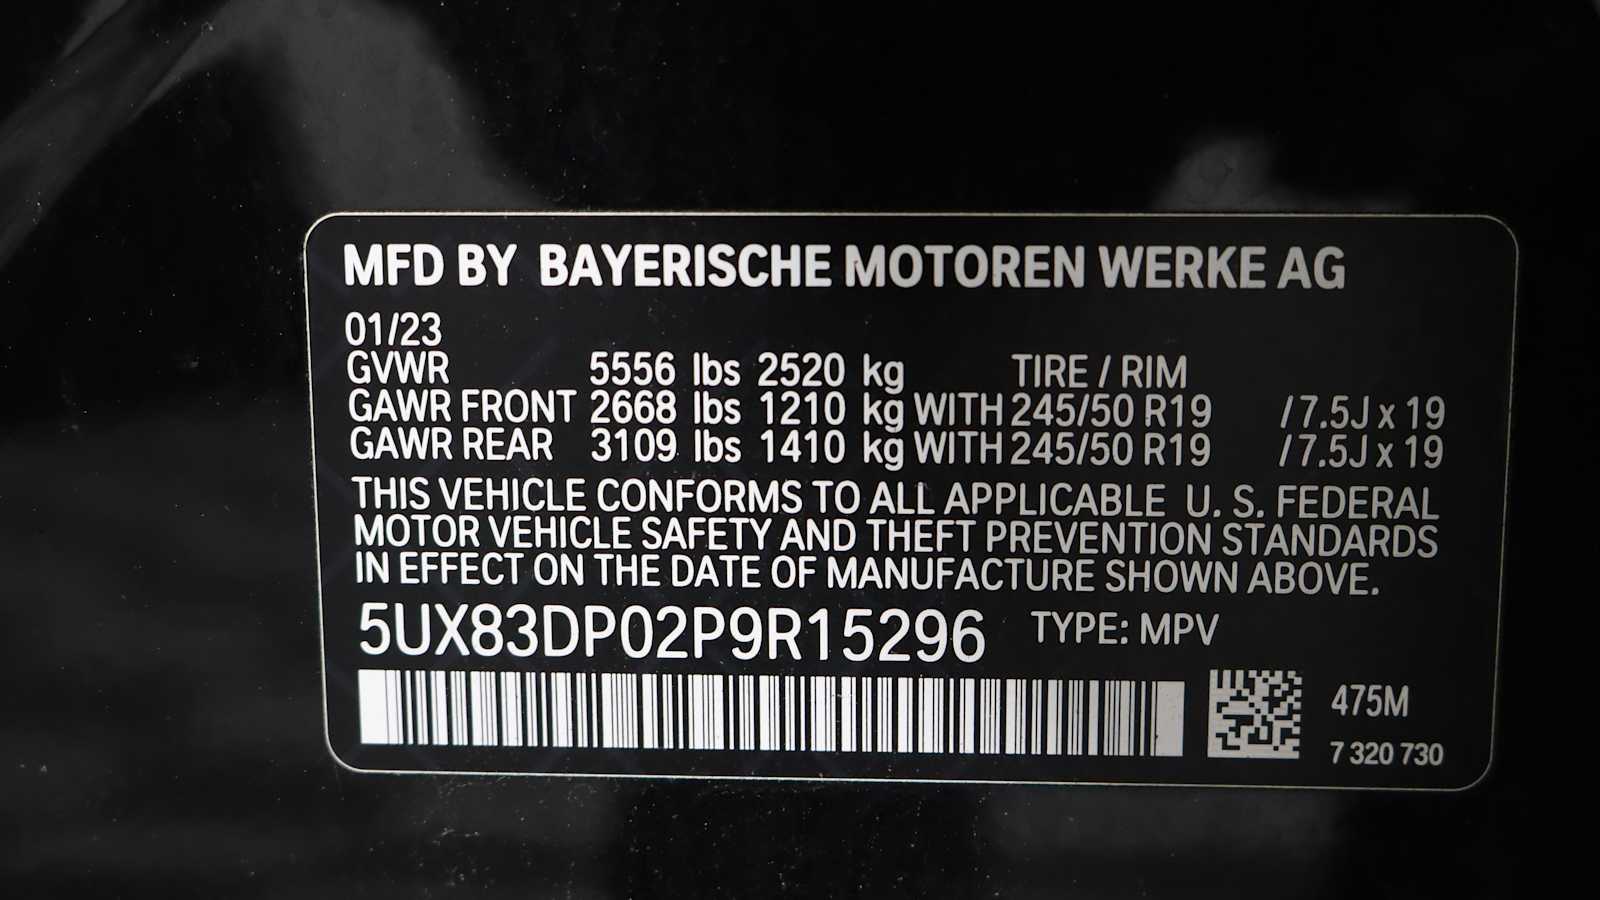 MFD BY BAYERISCHE MOTOREN WERKE AG
01/23
GVWR 5556 lbs 2520 kg TIRE / RIM
GAWR FRONT 2668 lbs 1210 kg WITH 245/50 R19 / 7.5J x 19
GAWR REAR 3109 lbs 1410 kg WITH 245/50 R19 / 7.5J x 19
THIS VEHICLE CONFORMS TO ALL APPLICABLE U. S. FEDERAL
MOTOR VEHICLE SAFETY AND THEFT PREVENTION STANDARDS
IN EFFECT ON THE DATE OF MANUFACTURE SHOWN ABOVE.
5UX83DP02P9R15296 TYPE: MPV
475M
7 320 730